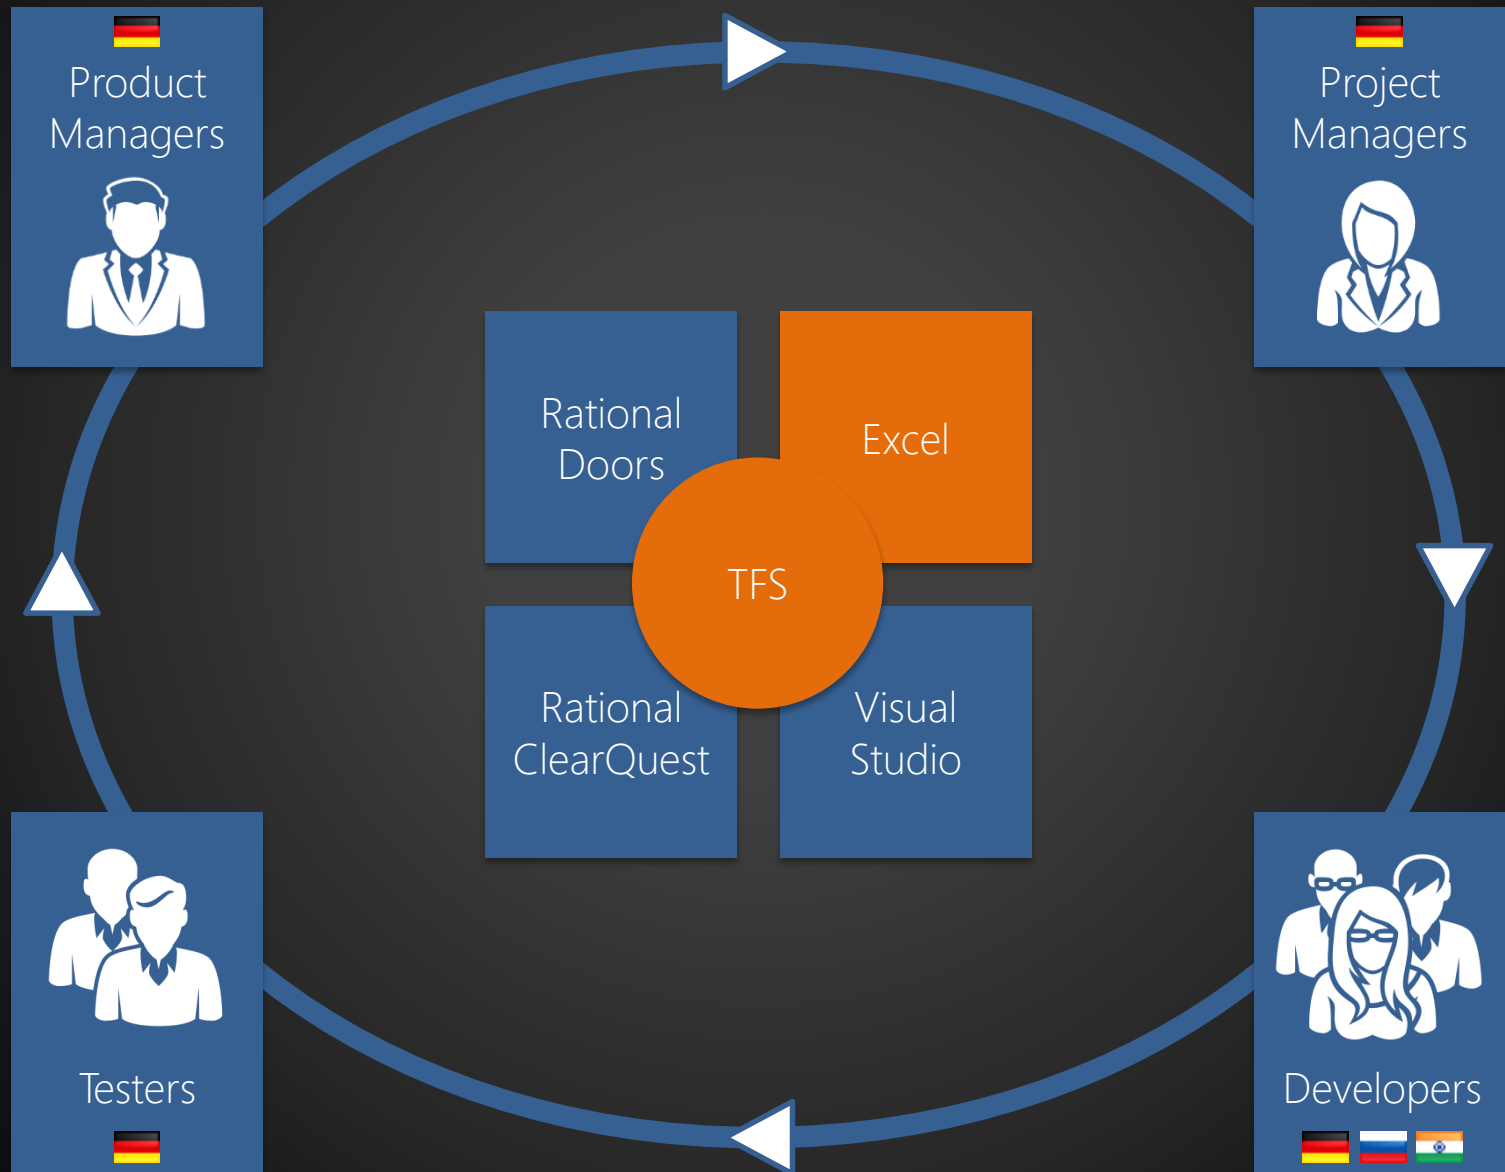 Product
Managers
Project
Managers
Rational
Doors
Excel
TFS
Rational
ClearQuest
Visual
Studio
Testers
Developers